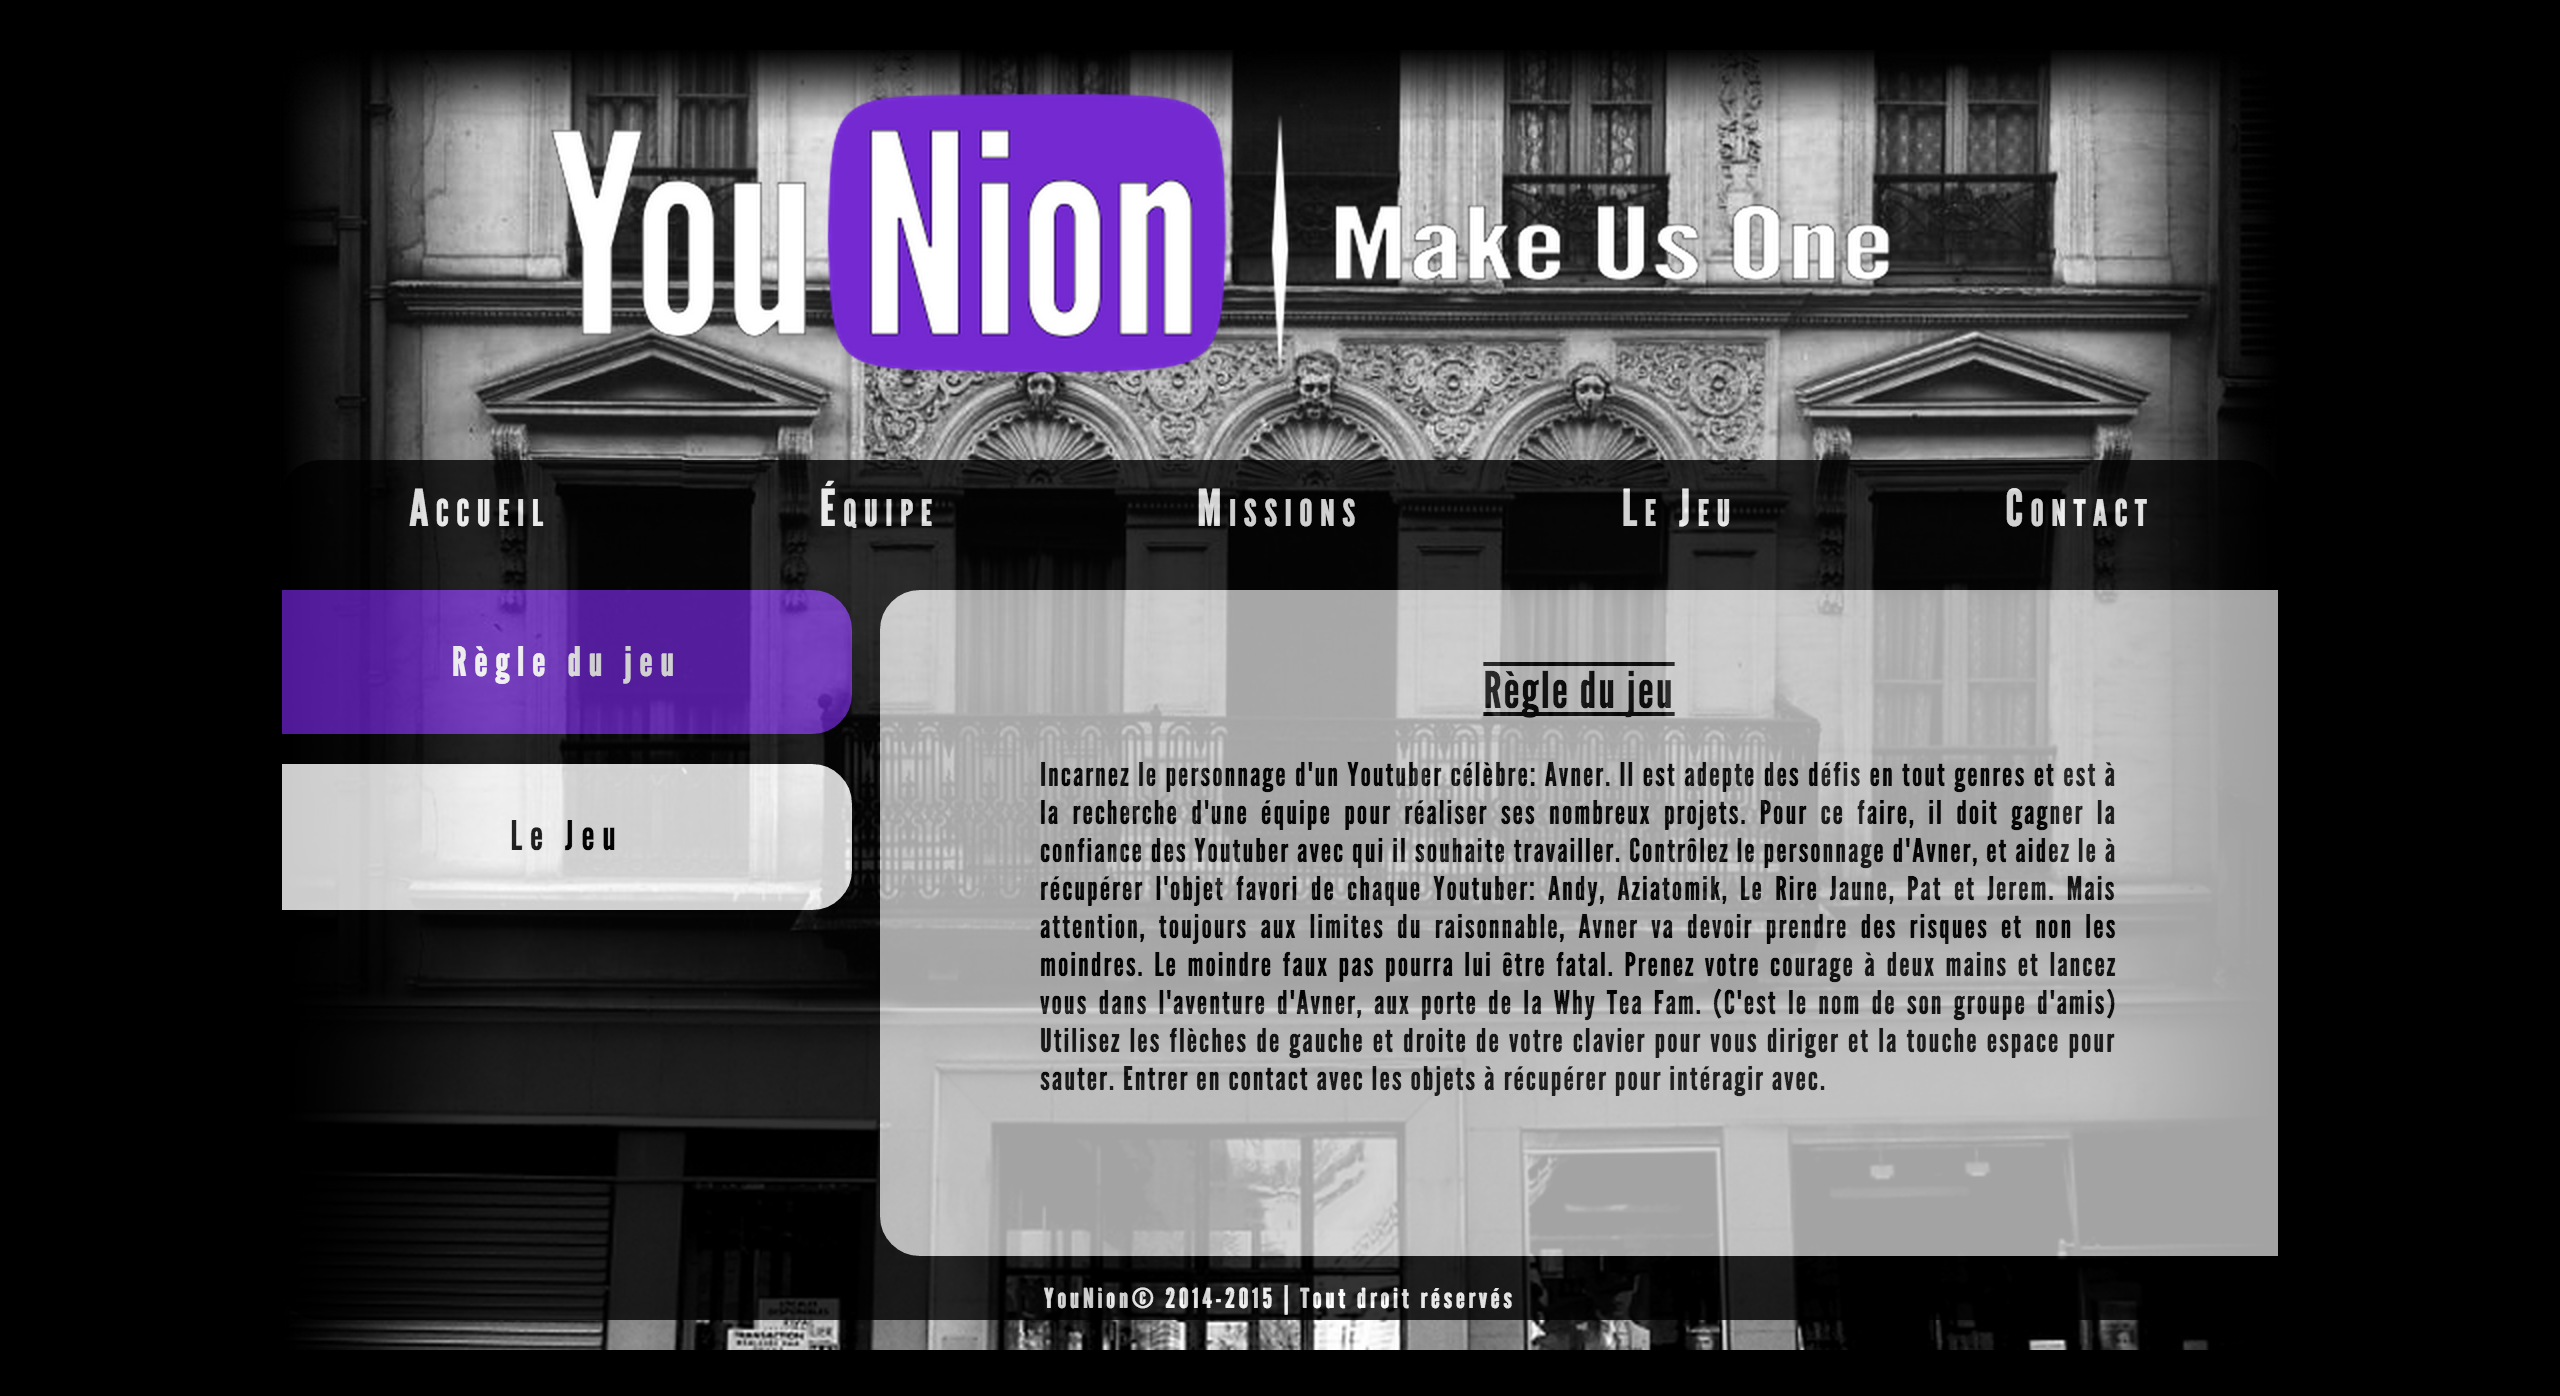 You Nion
Make Us One
Accueil Équipe Missions Le Jeu Contact
Règle du jeu
Le Jeu
Règle du jeu
Incarnez le personnage d'un Youtuber célèbre: Avner. Il est adepte des défis en tout genres et est à
la recherche d'une équipe pour réaliser ses nombreux projets. Pour ce faire, il doit gagner la
confiance des Youtuber avec qui il souhaite travailler. Contrôlez le personnage d'Avner, et aidez le à
récupérer l'objet favori de chaque Youtuber: Andy, Aziatomik, Le Rire Jaune, Pat et Jerem. Mais
attention, toujours aux limites du raisonnable, Avner va devoir prendre des risques et non les
moindres. Le moindre faux pas pourra lui être fatal. Prenez votre courage à deux mains et lancez
vous dans l'aventure d'Avner, aux porte de la Why Tea Fam. (C'est le nom de son groupe d'amis)
Utilisez les flèches de gauche et droite de votre clavier pour vous diriger et la touche espace pour
sauter. Entrer en contact avec les objets à récupérer pour intéragir avec.
YouNion© 2014-2015 | Tout droit réservés
TRANSACTION